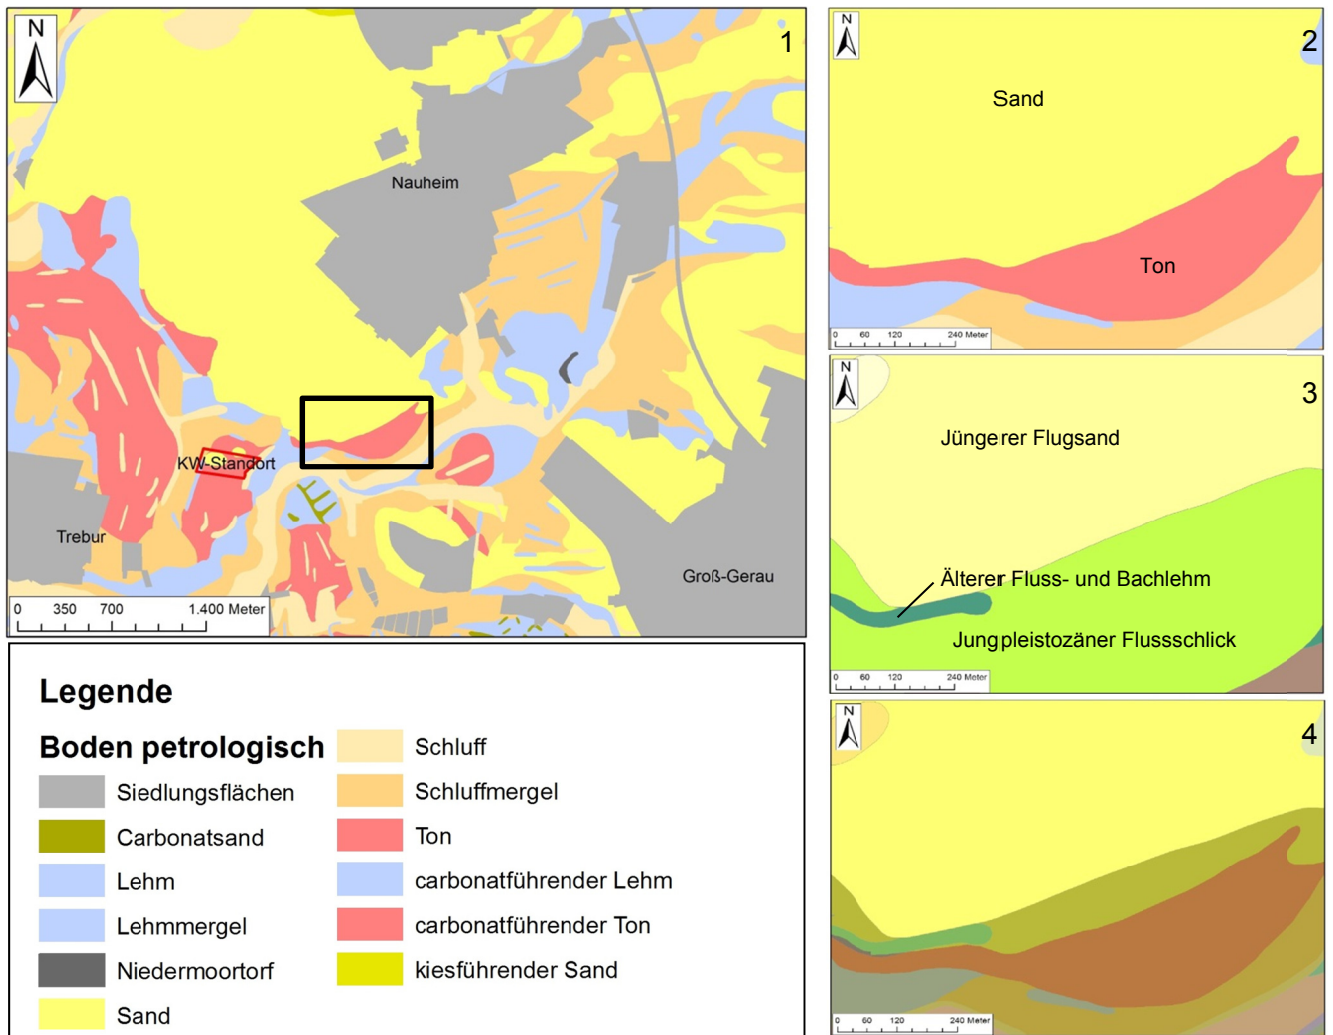 N
1
Nauheim
KW-Standort
Trebur
Groß-Gerau
0 350 700 1.400 Meter
Legende
Boden petrologisch
Siedlungsflächen
Carbonatsand
Lehm
Lehmmergel
Niedermoortorf
Sand
Schluff
Schluffmergel
Ton
carbonatführender Lehm
carbonatführender Ton
kiesführender Sand
N
2
Sand
Ton
0 60 120 240 Meter
N
3
Jüngerer Flugsand
Älterer Fluss- und Bachlehm
Jungpleistozäner Flussschlick
0 60 120 240 Meter
N
4
0 60 120 240 Meter